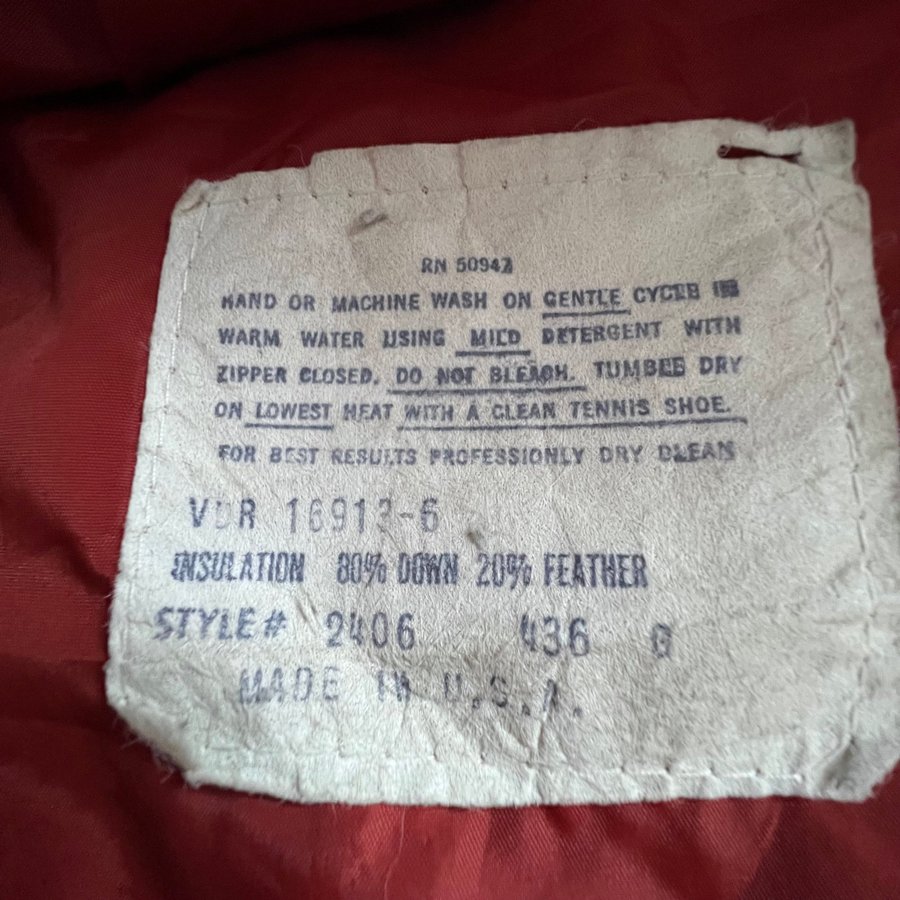 RN 50942
HAND OR MACHINE WASH ON GENTLE CYCLE IN
WARM WATER USING MILD DETERGENT WITH
ZIPPER CLOSED. DO NOT BLEACH. TUMBLE DRY
ON LOWEST HEAT WITH A CLEAN TENNIS SHOE.
FOR BEST RESULTS PROFESSIONLY DRY CLEAN
INSULATION 80% DOWN 20% FEATHER
STYLE# 2406 436
MADE IN U.S.A.